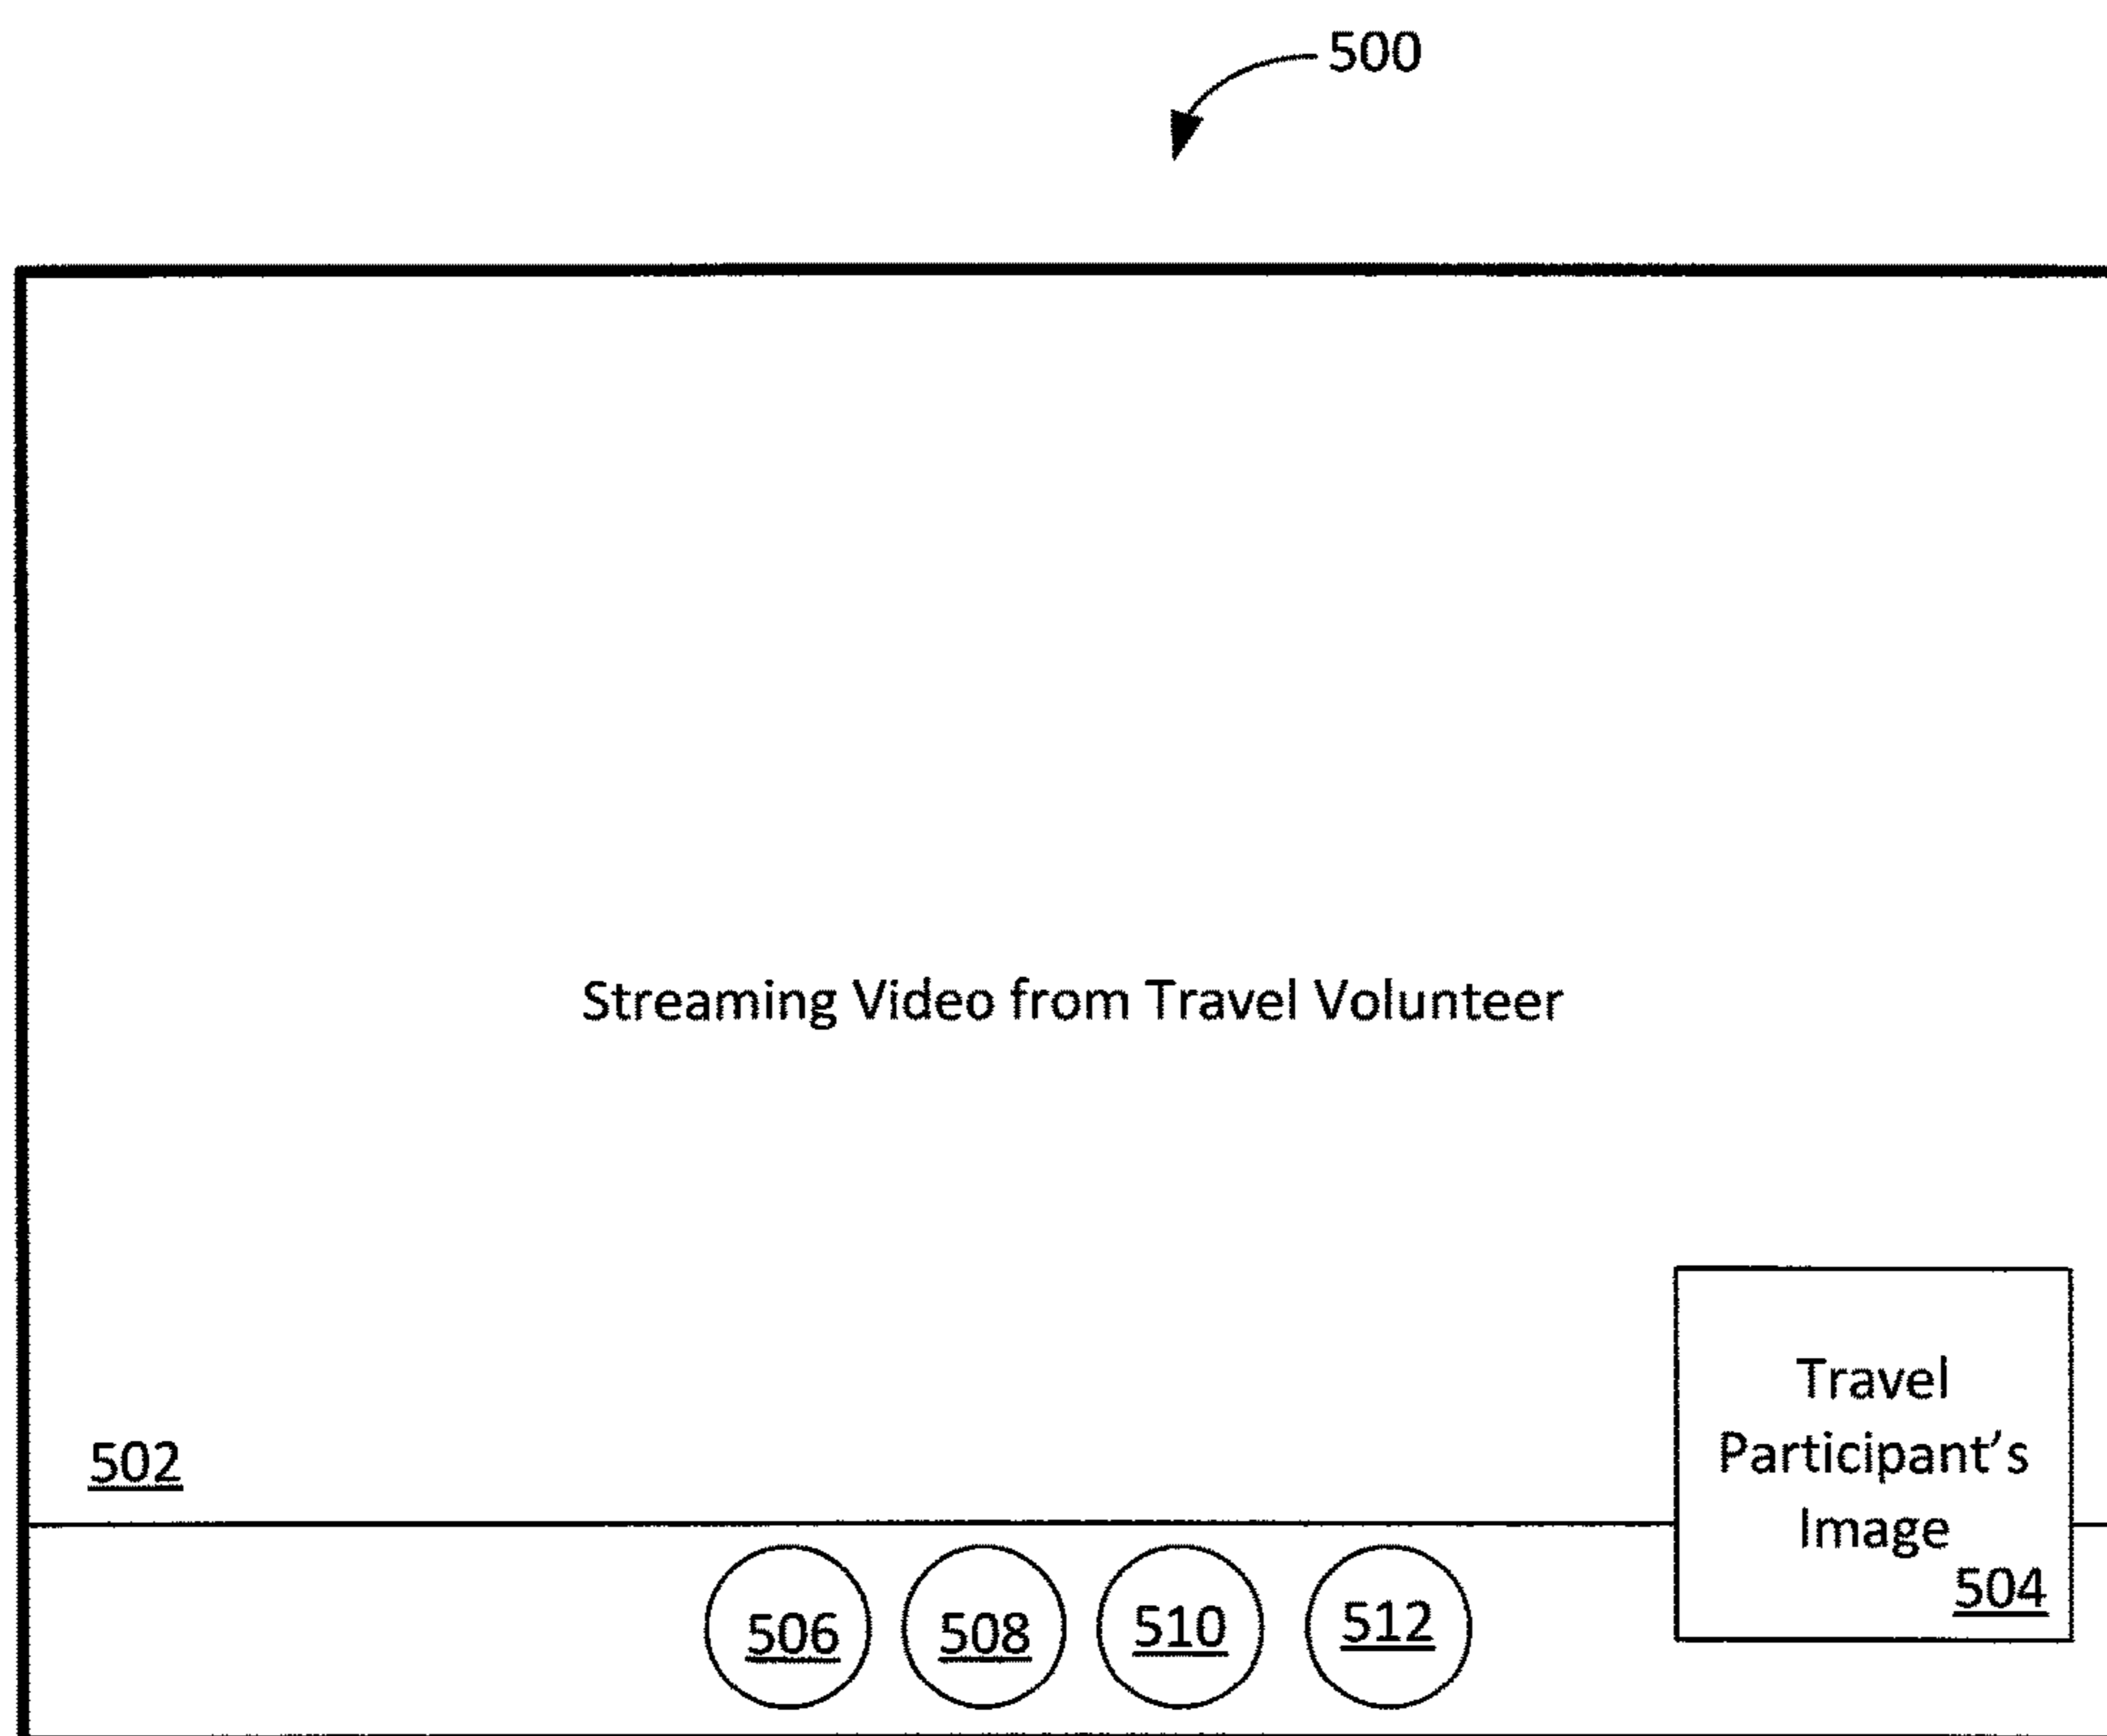 500
Streaming Video from Travel Volunteer
Travel
Participant's
Image
504
502
506 508 510 512